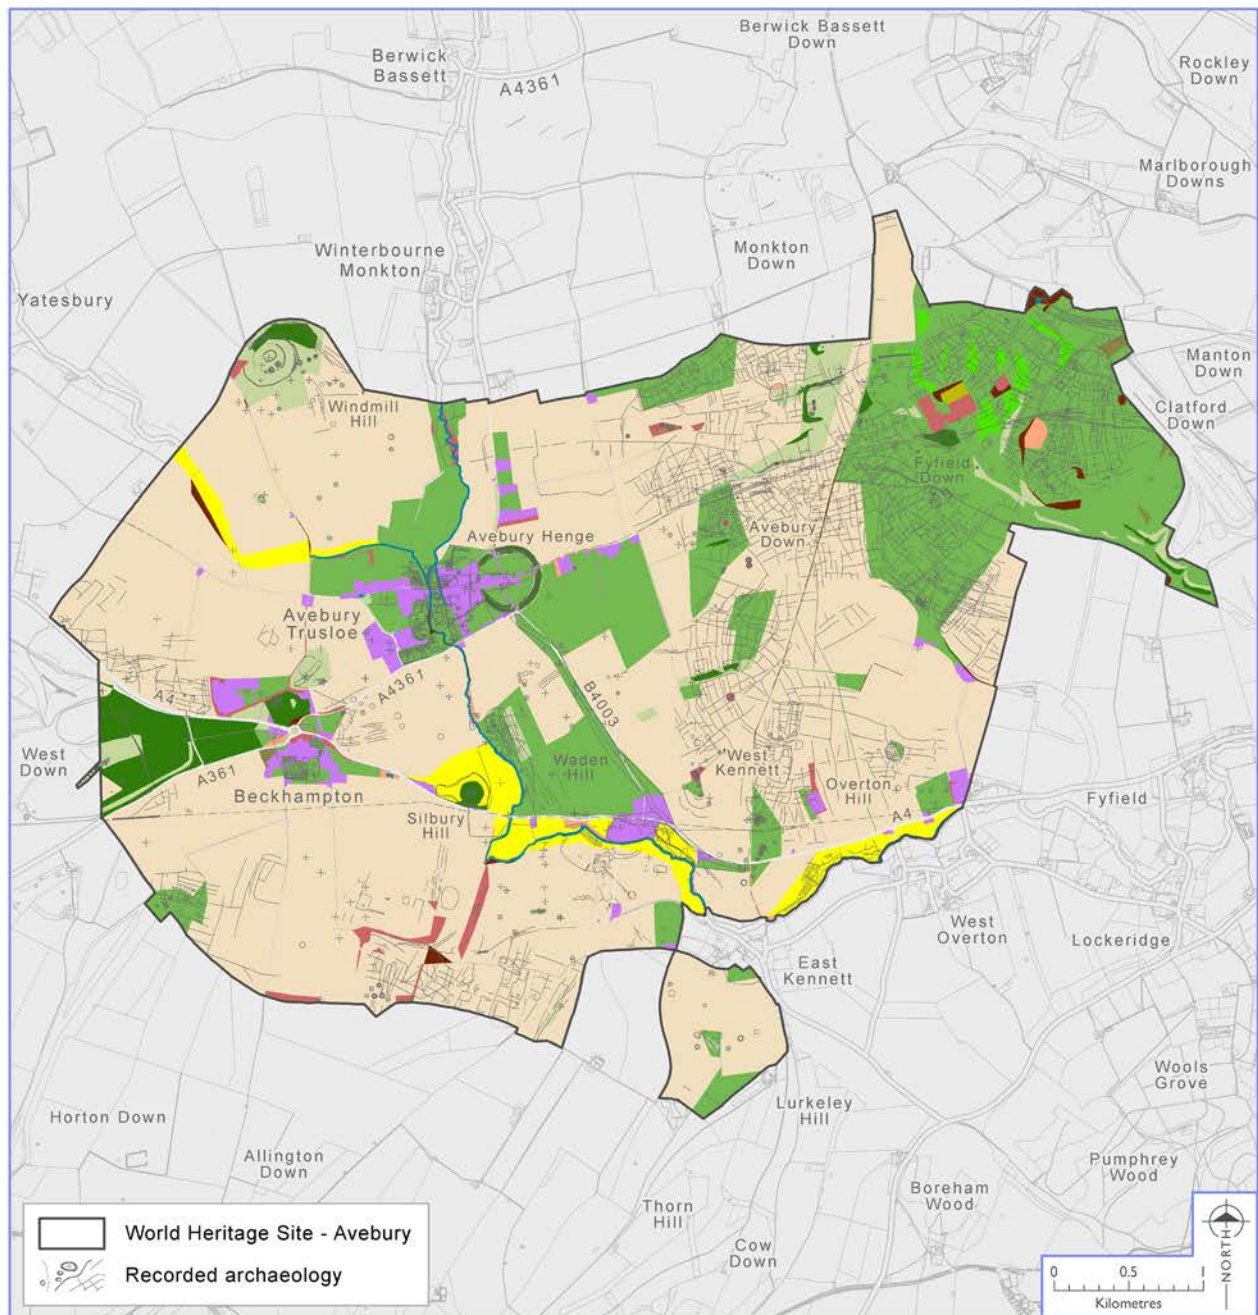 Berwick Bassett
Down
Berwick
Bassett
A4361
Rockley
Down
Marlborough
Downs
Winterbourne
Monkton
Monkton
Down
Yatesbury
Manton
Down
Windmill
Hill
Clatford
Down
Fyfield
Down
Avebury Henge
Avebury
Down
Avebury
Trusloe
A4
A4361
B4003
West
Down
A361
Waden
Hill
West
Kennett
Overton
Hill
Beckhampton
Silbury
Hill
A4
Fyfield
West
Overton
Lockeridge
East
Kennett
Wools
Grove
Horton Down
Lurkeley
Hill
Allington
Down
Pumphrey
Wood
Boreham
Wood
Thorn
Hill
Cow
Down
World Heritage Site - Avebury
Recorded archaeology
NORTH
0 0.5 1
Kilometres